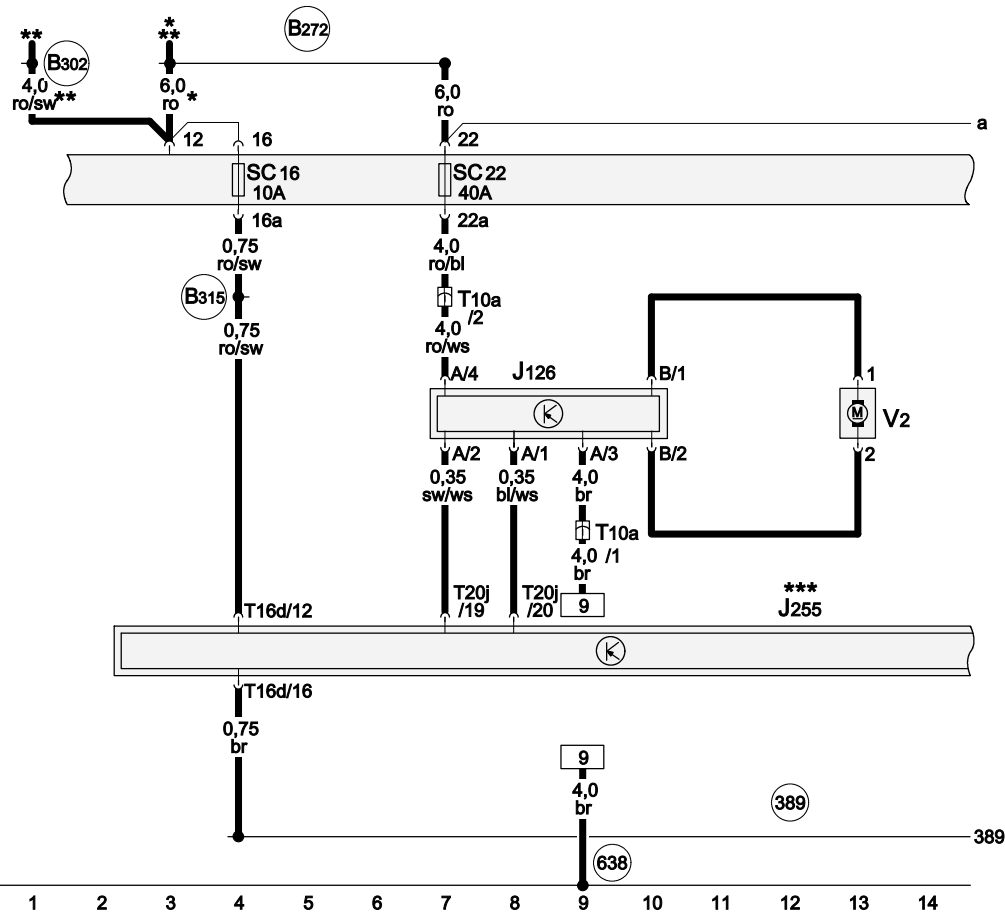 **
*
**
B272
B302
4,0
ro/sw**
6,0
ro *
6,0
ro
12
16
22
a
SC 16
10A
SC 22
40A
16a
22a
0,75
ro/sw
4,0
ro/bl
B315
T10a
/2
0,75
ro/sw
4,0
ro/ws
A/4
J126
B/1
1
M
V2
A/2
A/1
A/3
B/2
2
0,35
sw/ws
0,35
bl/ws
4,0
br
T10a
/1
4,0
br
T20j
/19
T20j
/20
9
***
J255
T16d/12
T16d/16
0,75
br
9
4,0
br
389
389
638
1 2 3 4 5 6 7 8 9 10 11 12 13 14